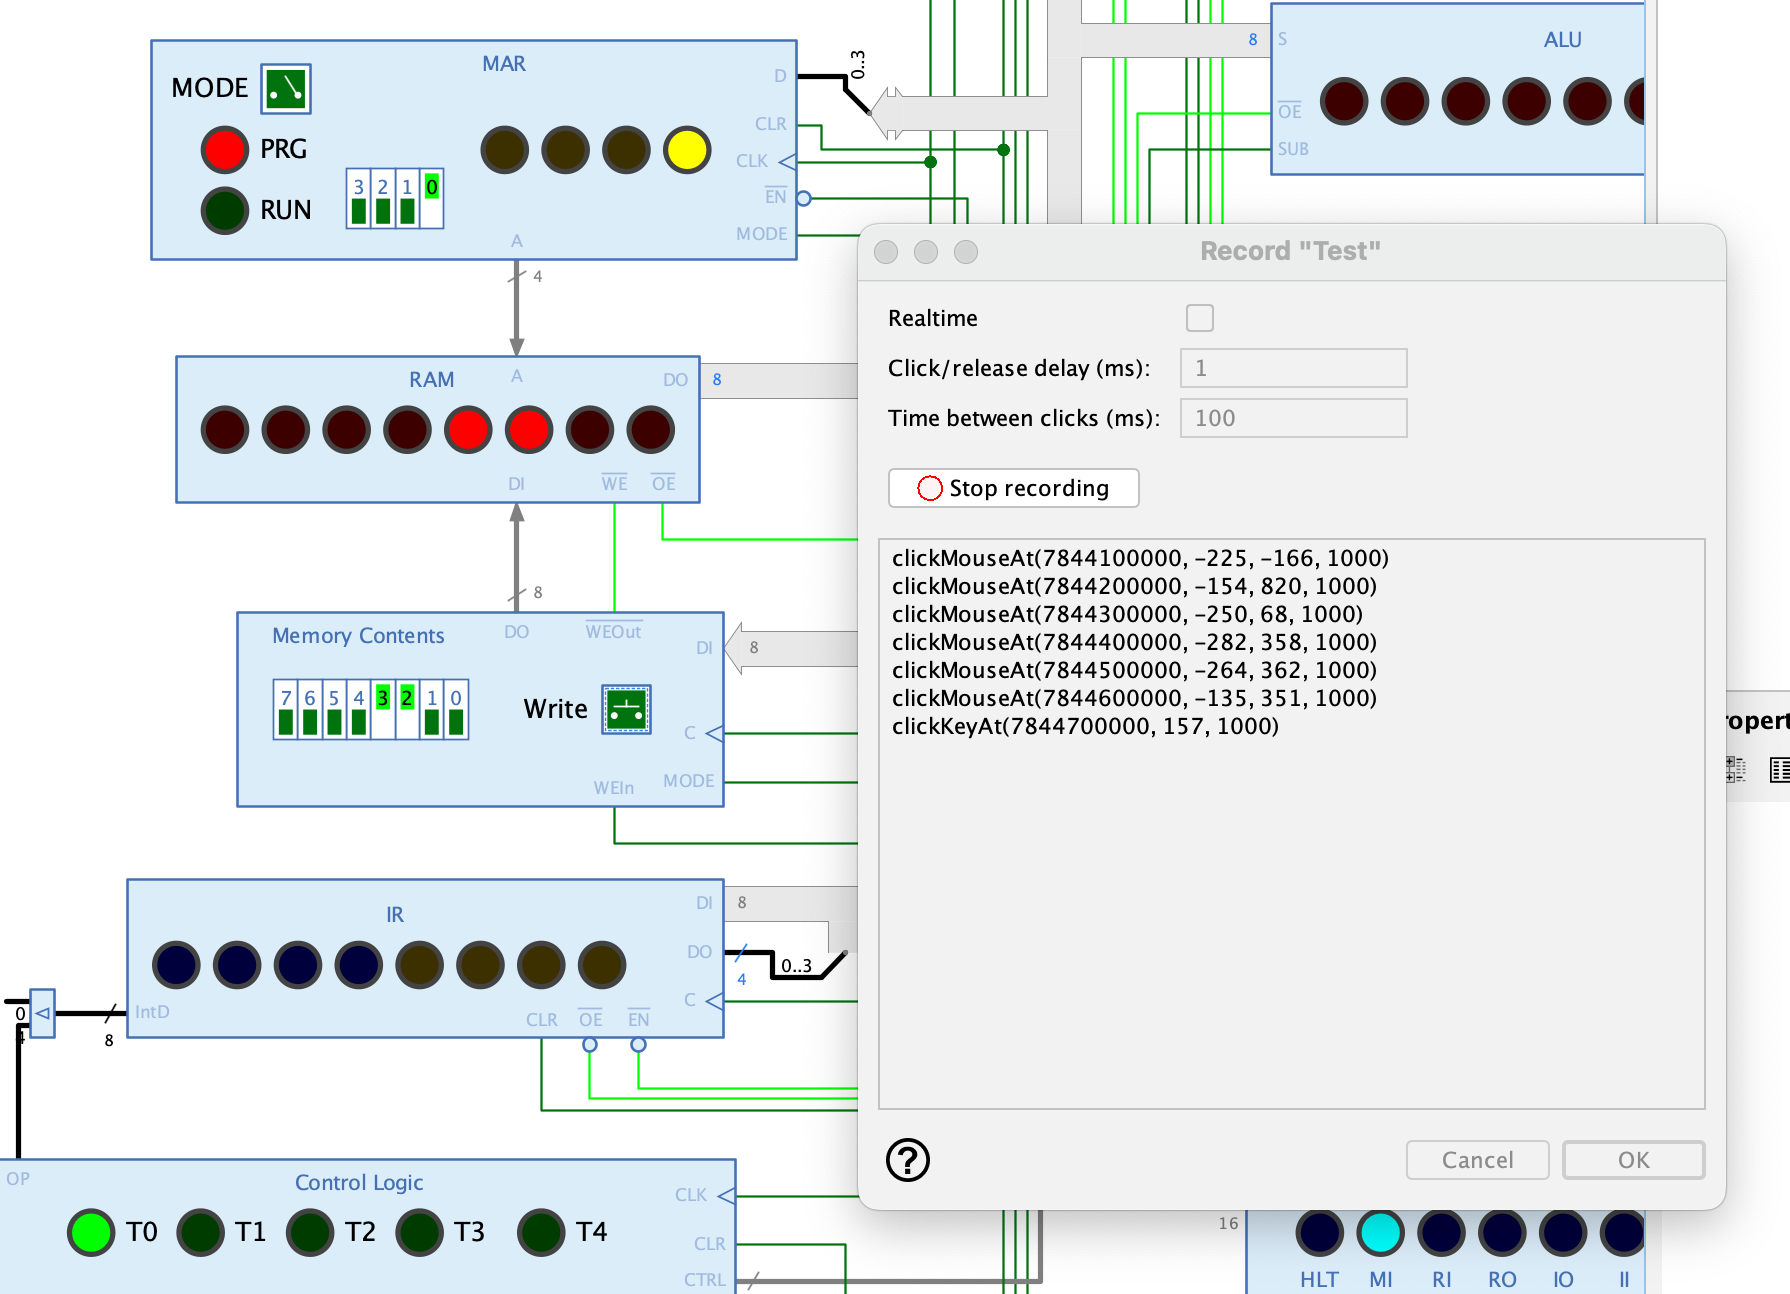 MAR
MODE
PRG
RUN
3 2 1 0
D
CLR
CLK
EN
MODE
A
0..3
4
8
S
ALU
OE
SUB
RAM
A
DO
8
DI
WE
OE
8
Memory Contents
DO
WEOut
DI
8
7 6 5 4 3 2 1 0
Write
C
MODE
WEIn
IR
DI
8
DO
4
0..3
C
IntD
CLR
OE
EN
0
4
8
OP
Control Logic
CLK
T0
T1
T2
T3
T4
CLR
CTRL
Record "Test"
Realtime
Click/release delay (ms):
1
Time between clicks (ms):
100
Stop recording
clickMouseAt(7844100000, -225, -166, 1000)
clickMouseAt(7844200000, -154, 820, 1000)
clickMouseAt(7844300000, -250, 68, 1000)
clickMouseAt(7844400000, -282, 358, 1000)
clickMouseAt(7844500000, -264, 362, 1000)
clickMouseAt(7844600000, -135, 351, 1000)
clickKeyAt(7844700000, 157, 1000)
?
Cancel
OK
16
HLT
MI
RI
RO
IO
II